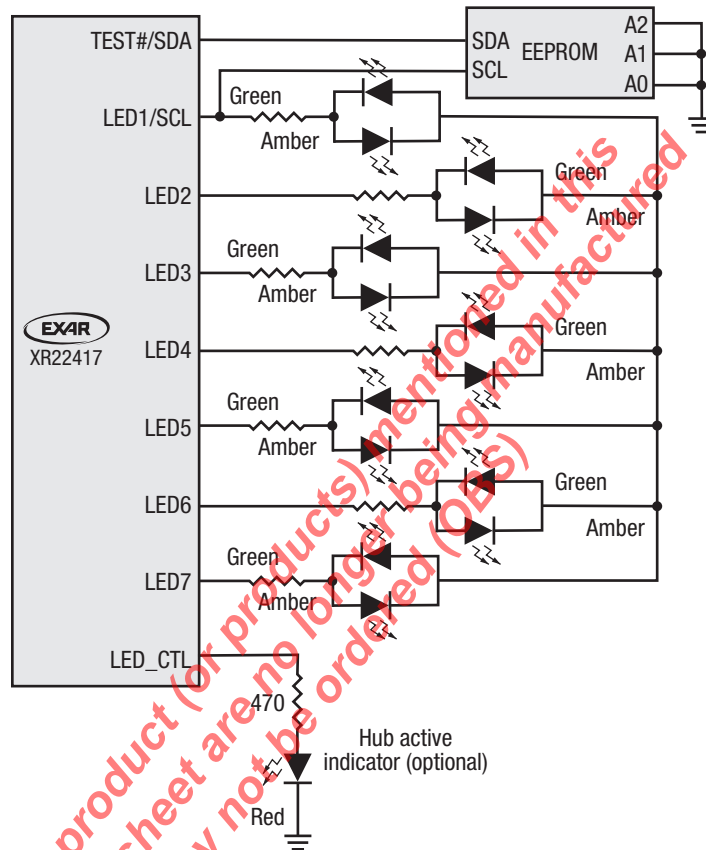 A2
TEST#/SDA
SDA
EEPROM
A1
SCL
A0
Green
LED1/SCL
Amber
Green
LED2
Amber
Green
LED3
Amber
Green
EXAR
XR22417
LED4
Amber
Green
LED5
Amber
Green
LED6
Amber
Green
LED7
Amber
LED_CTL
470
Hub active
indicator (optional)
Red
product (or products) mentioned in this
sheet are no longer being manufactured
y not be ordered (OBS)